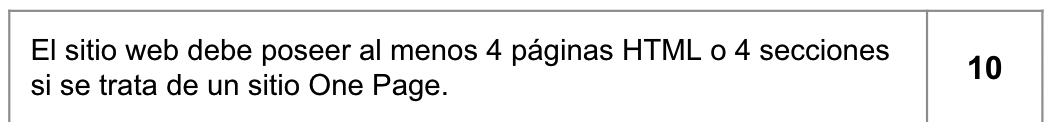 El sitio web debe poseer al menos 4 páginas HTML o 4 secciones
si se trata de un sitio One Page.
10